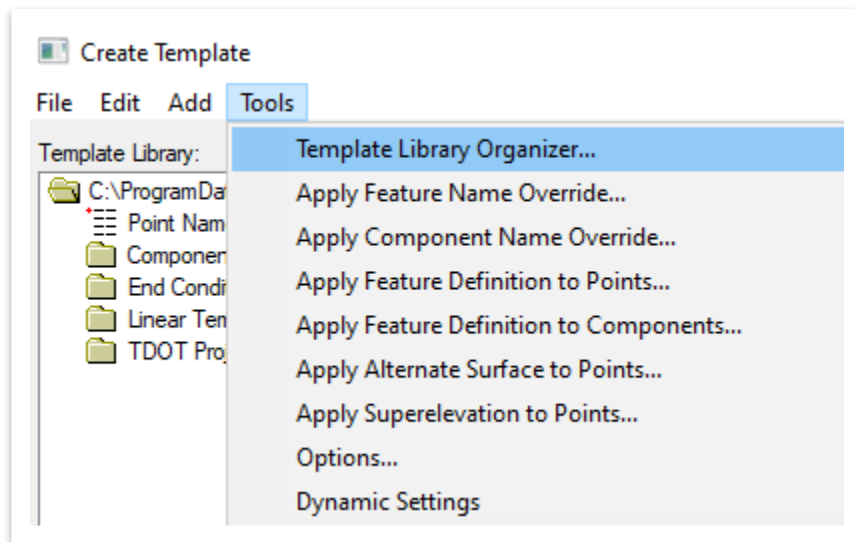 Create Template
File Edit Add Tools
Template Library:
C:\ProgramDa
Point Nam
Componen
End Condi
Linear Tem
TDOT Proj
Template Library Organizer...
Apply Feature Name Override...
Apply Component Name Override...
Apply Feature Definition to Points...
Apply Feature Definition to Components...
Apply Alternate Surface to Points...
Apply Superelevation to Points...
Options...
Dynamic Settings